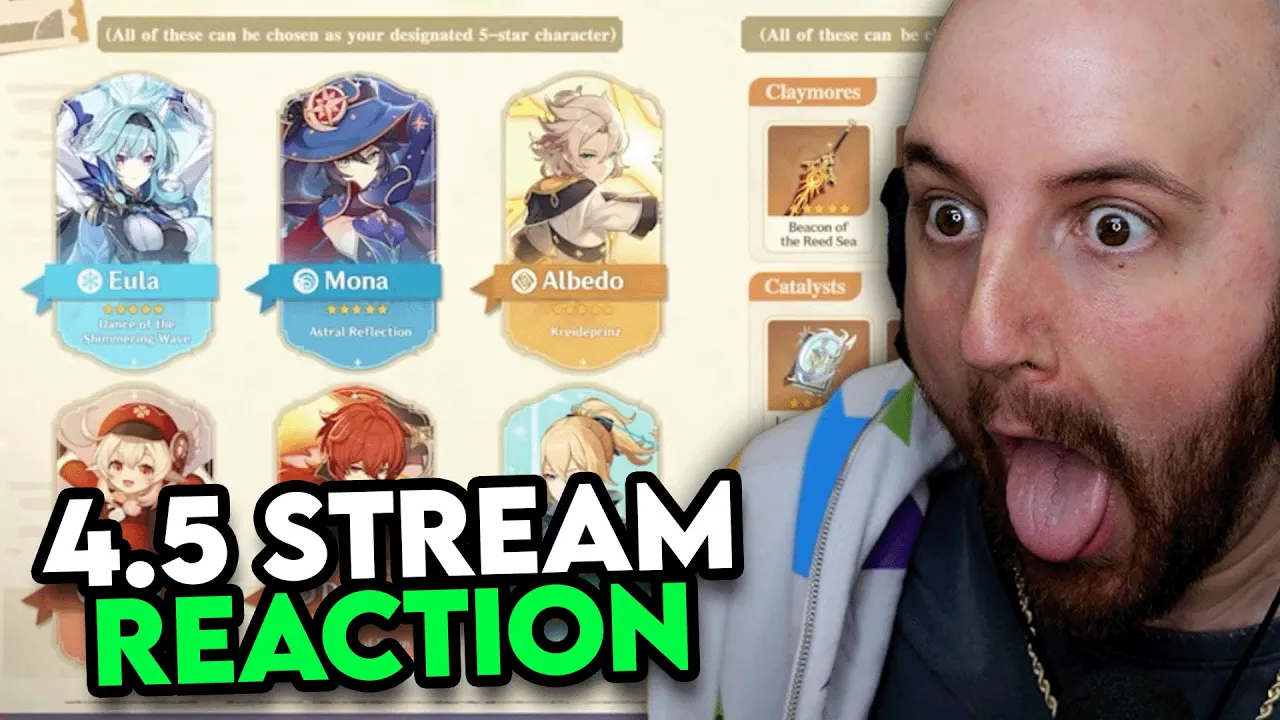 (All of these can be chosen as your designated 5-star character)
(All of these can be
Claymores
Beacon of
the Reed Sea
Catalysts
Eula
Dance of the
Shimmering Wave
Mona
Astral Reflection
Albedo
Kreideprinz
4.5 STREAM
REACTION